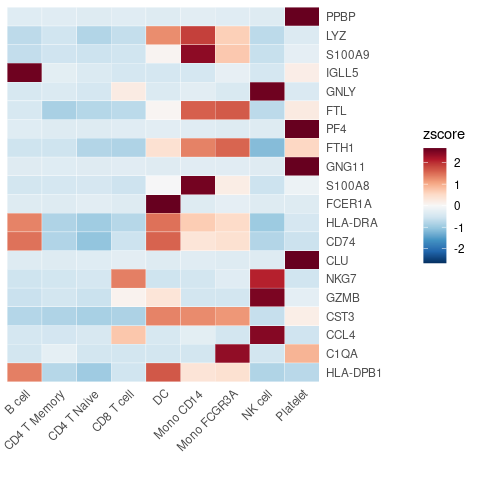 PPBP
LYZ
S100A9
IGLL5
GNLY
FTL
PF4
FTH1
GNG11
S100A8
FCER1A
HLA-DRA
CD74
CLU
NKG7
GZMB
CST3
CCL4
C1QA
HLA-DPB1
zscore
2
1
0
-1
-2
B cell
CD4 T Memory
CD4 T Naive
CD8 T cell
DC
Mono CD14
Mono FCGR3A
NK cell
Platelet